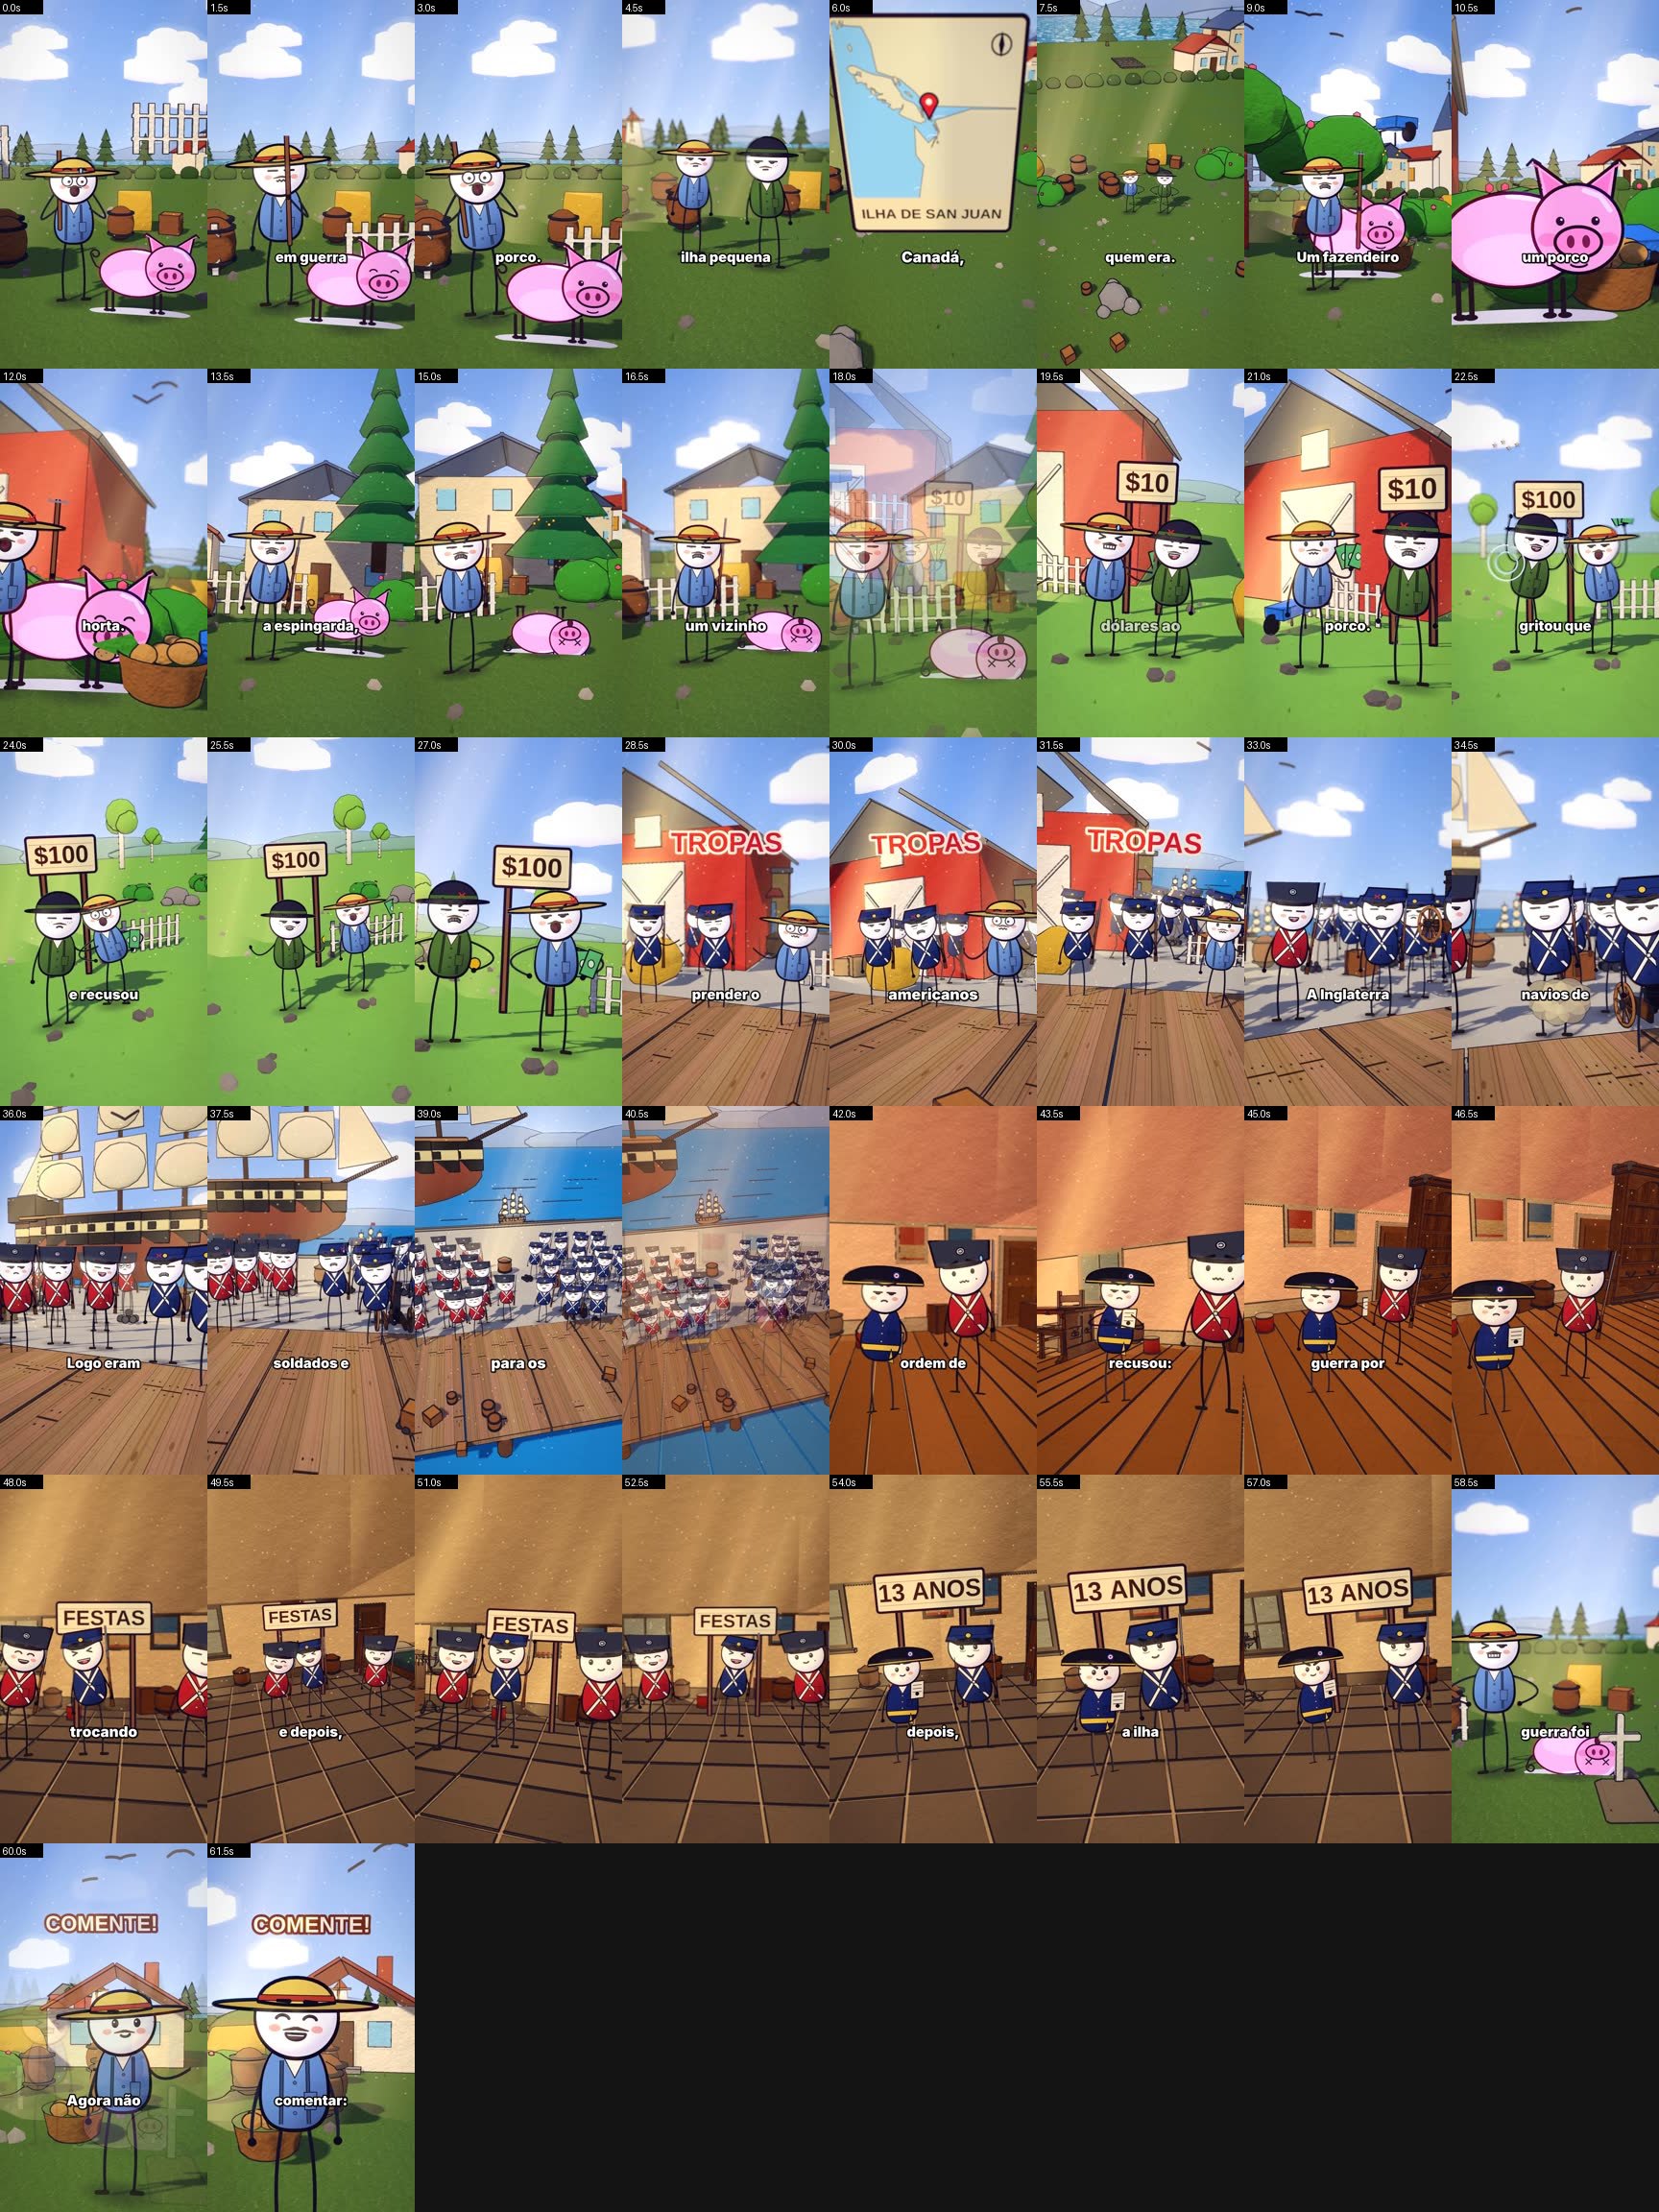 0.0s
1.5s
3.0s
4.5s
6.0s
7.5s
9.0s
10.5s
em guerra
porco.
ilha pequena
ILHA DE SAN JUAN
Canadá,
quem era.
Um fazendeiro
um porco
12.0s
13.5s
15.0s
16.5s
18.0s
19.5s
21.0s
22.5s
horta.
a espingarda,
um vizinho
$10
$10
dólares ao
$10
porco.
$100
gritou que
24.0s
25.5s
27.0s
28.5s
30.0s
31.5s
33.0s
34.5s
$100
e recusou
$100
$100
TROPAS
prender o
TROPAS
americanos
TROPAS
A Inglaterra
navios de
36.0s
37.5s
39.0s
40.5s
42.0s
43.5s
45.0s
46.5s
Logo eram
soldados e
para os
ordem de
recusou:
guerra por
48.0s
49.5s
51.0s
52.5s
54.0s
55.5s
57.0s
58.5s
FESTAS
trocando
FESTAS
e depois,
FESTAS
FESTAS
13 ANOS
depois,
13 ANOS
a ilha
13 ANOS
guerra foi
60.0s
61.5s
COMENTE!
Agora não
COMENTE!
comentar: